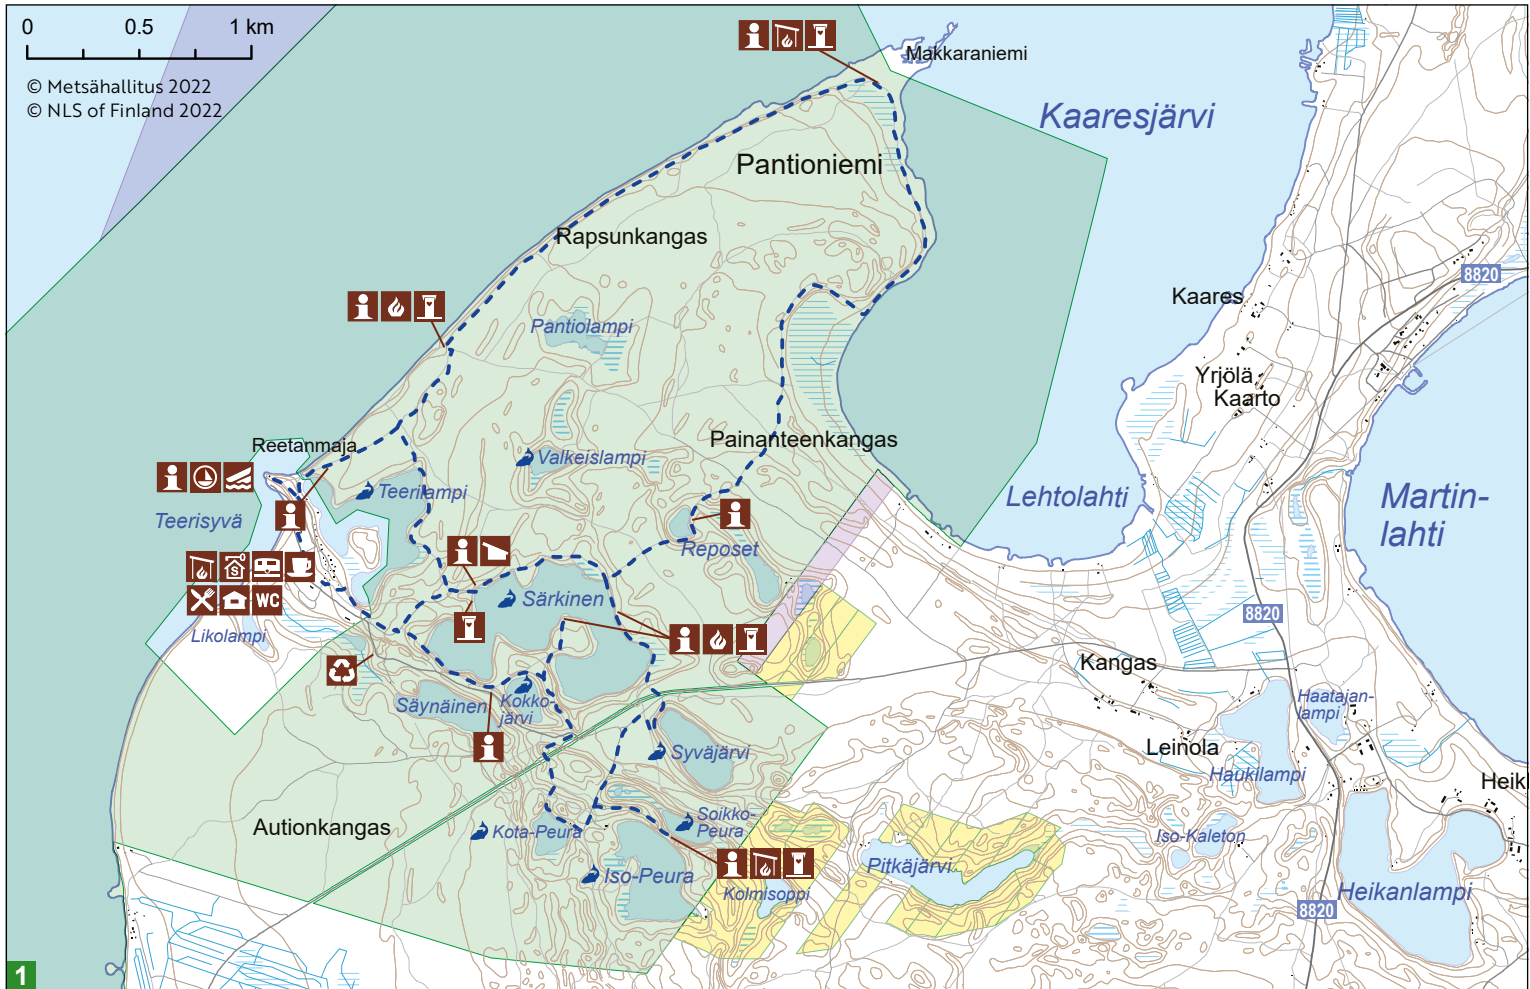 0 0.5 1 km
© Metsähallitus 2022
© NLS of Finland 2022
Makkaraniemi
Kaaresjärvi
Pantioniemi
Rapsunkangas
8820
Kaares
Pantiolampi
Yrjölä
Kaarto
Reetanmaja
Painanteenkangas
Valkeislampi
Teerilampi
Lehtolahti
Martin-
lahti
Teerisyvä
Reposet
S
Särkinen
WC
8820
Likolampi
Kangas
Säynäinen
Kokko-
järvi
Haatajan-
lampi
Syväjärvi
Leinola
Haukilampi
Heikl
Autionkangas
Kota-Peura
Soikko-
Peura
Iso-Kaleton
Iso-Peura
Kolmisoppi
Pitkäjärvi
Heikanlampi
8820
1